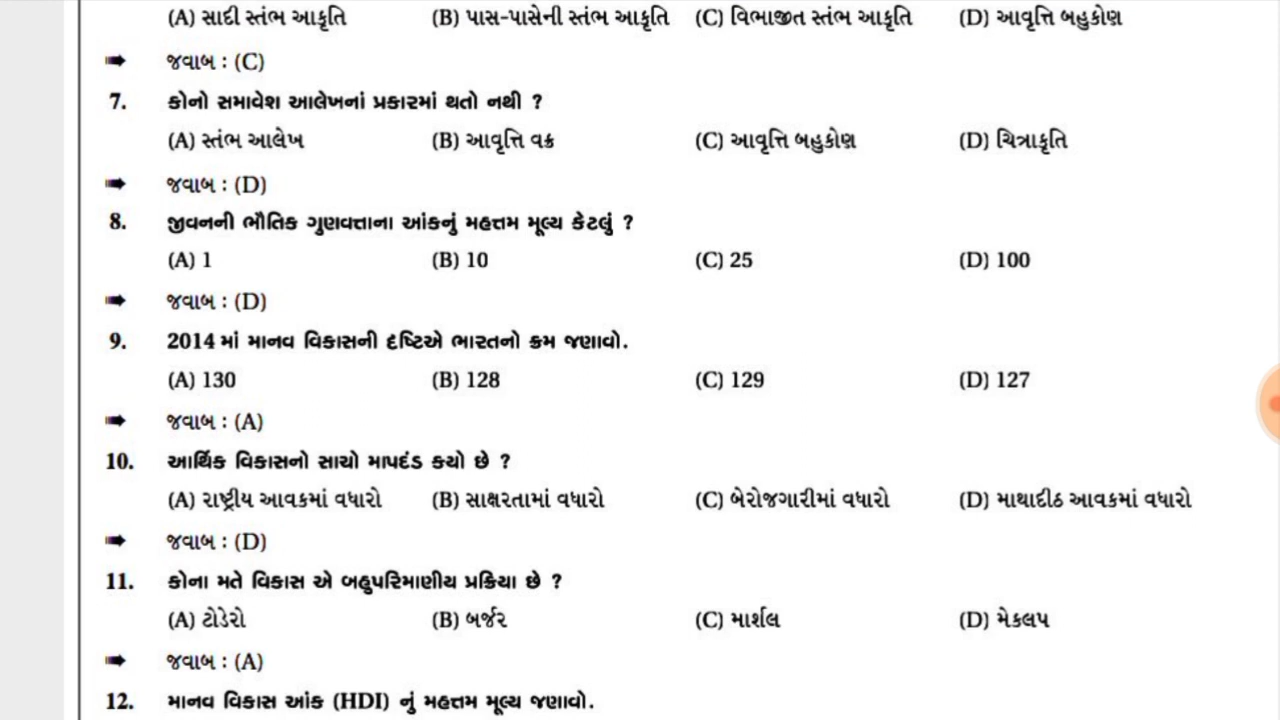 (A) સાદી સ્તંભ આકૃતિ (B) પાસ-પાસેની સ્તંભ આકૃતિ (C) વિભાજીત સ્તંભ આકૃતિ (D) આવૃત્તિ બહુકોણ
➠ જવાબ : (C)
7. કોનો સમાવેશ આલેખનાં પ્રકારમાં થતો નથી ?
(A) સ્તંભ આલેખ (B) આવૃત્તિ વક્ર (C) આવૃત્તિ બહુકોણ (D) ચિત્રાકૃતિ
➠ જવાબ : (D)
8. જીવનની ભૌતિક ગુણવત્તાના આંકનું મહત્તમ મૂલ્ય કેટલું ?
(A) 1 (B) 10 (C) 25 (D) 100
➠ જવાબ : (D)
9. 2014 માં માનવ વિકાસની દષ્ટિએ ભારતનો ક્રમ જણાવો.
(A) 130 (B) 128 (C) 129 (D) 127
➠ જવાબ : (A)
10. આર્થિક વિકાસનો સાચો માપદંડ કયો છે ?
(A) રાષ્ટ્રીય આવકમાં વધારો (B) સાક્ષરતામાં વધારો (C) બેરોજગારીમાં વધારો (D) માથાદીઠ આવકમાં વધારો
➠ જવાબ : (D)
11. કોના મતે વિકાસ એ બહુપરિમાણીય પ્રક્રિયા છે ?
(A) ટોડેરો (B) બર્જર (C) માર્શલ (D) મેકલપ
➠ જવાબ : (A)
12. માનવ વિકાસ આંક (HDI) નું મહત્તમ મૂલ્ય જણાવો.